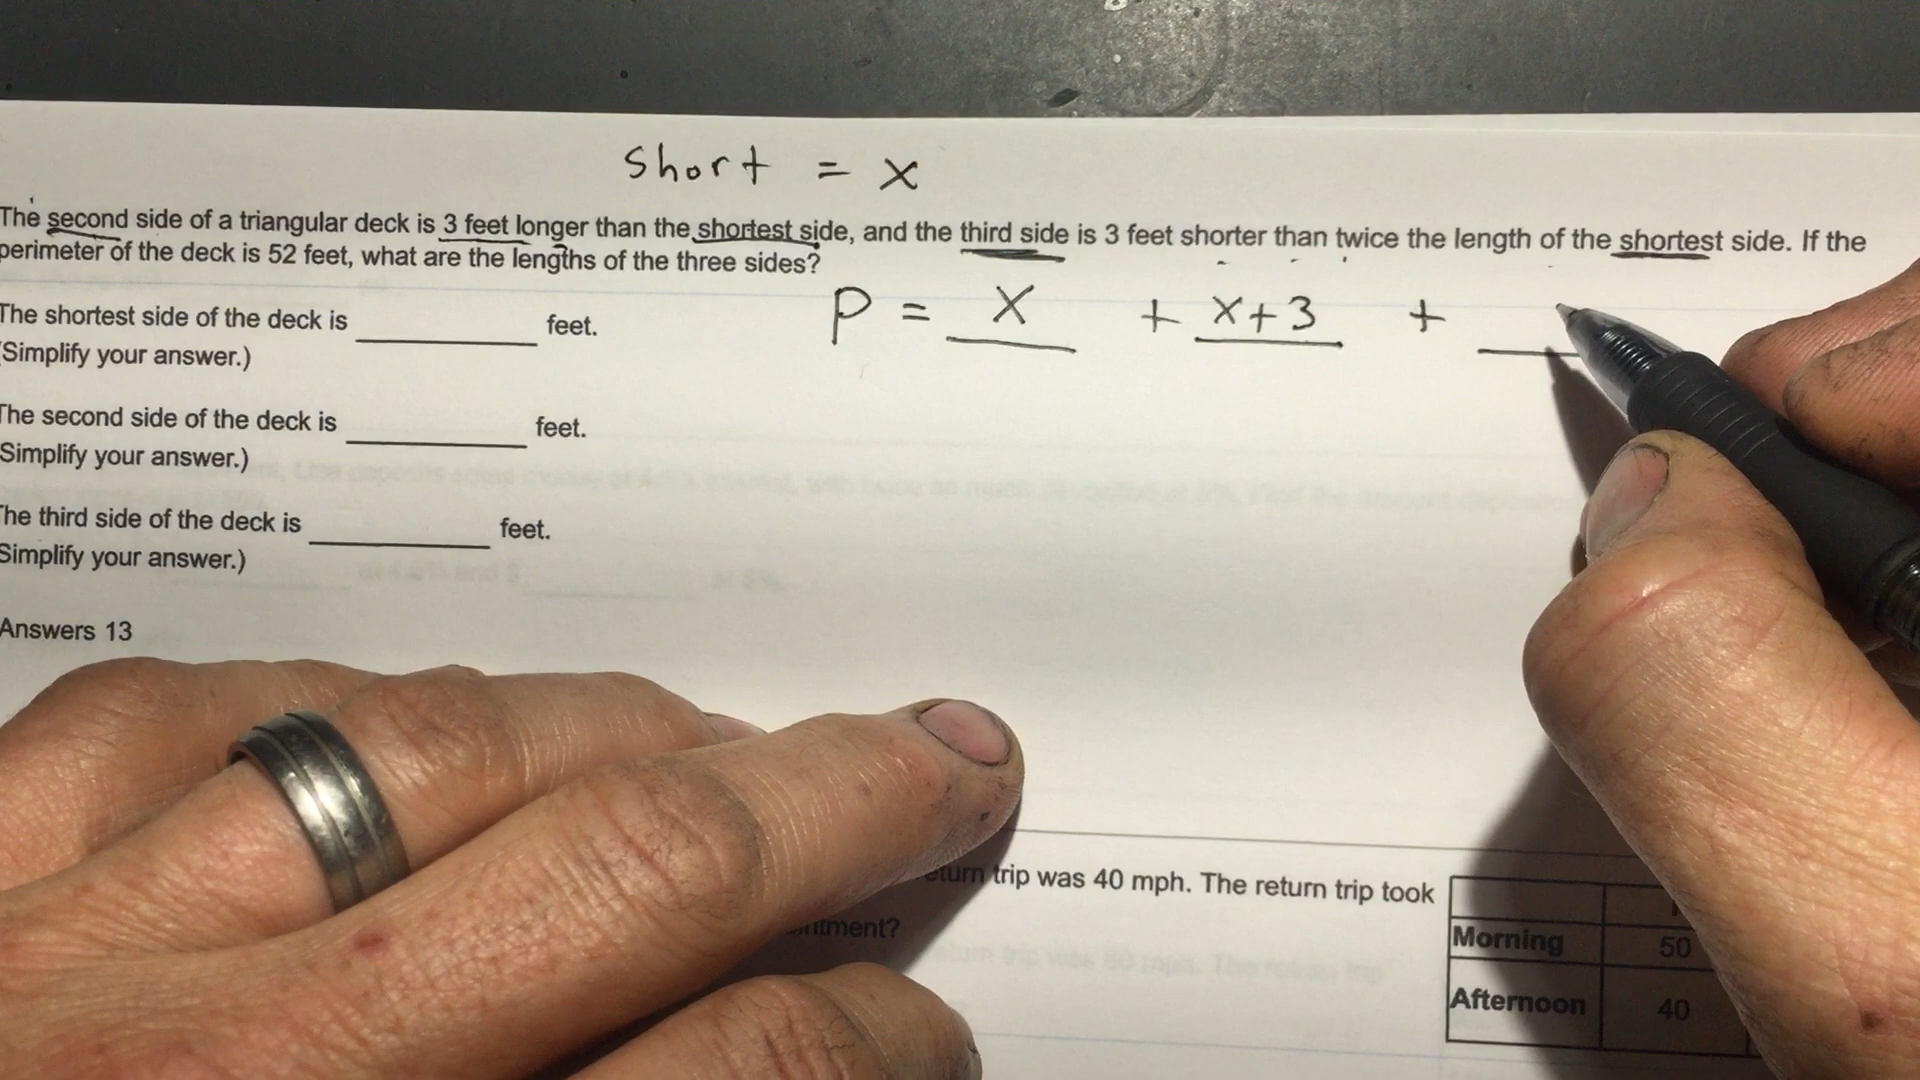 Short = x
The second side of a triangular deck is 3 feet longer than the shortest side, and the third side is 3 feet shorter than twice the length of the shortest side. If the
perimeter of the deck is 52 feet, what are the lengths of the three sides?
P = x + x+3 +
The shortest side of the deck is feet.
(Simplify your answer.)
The second side of the deck is feet.
Simplify your answer.)
The third side of the deck is feet.
Simplify your answer.)
Answers 13
trip was 40 mph. The return trip took
Morning 50
Afternoon 40